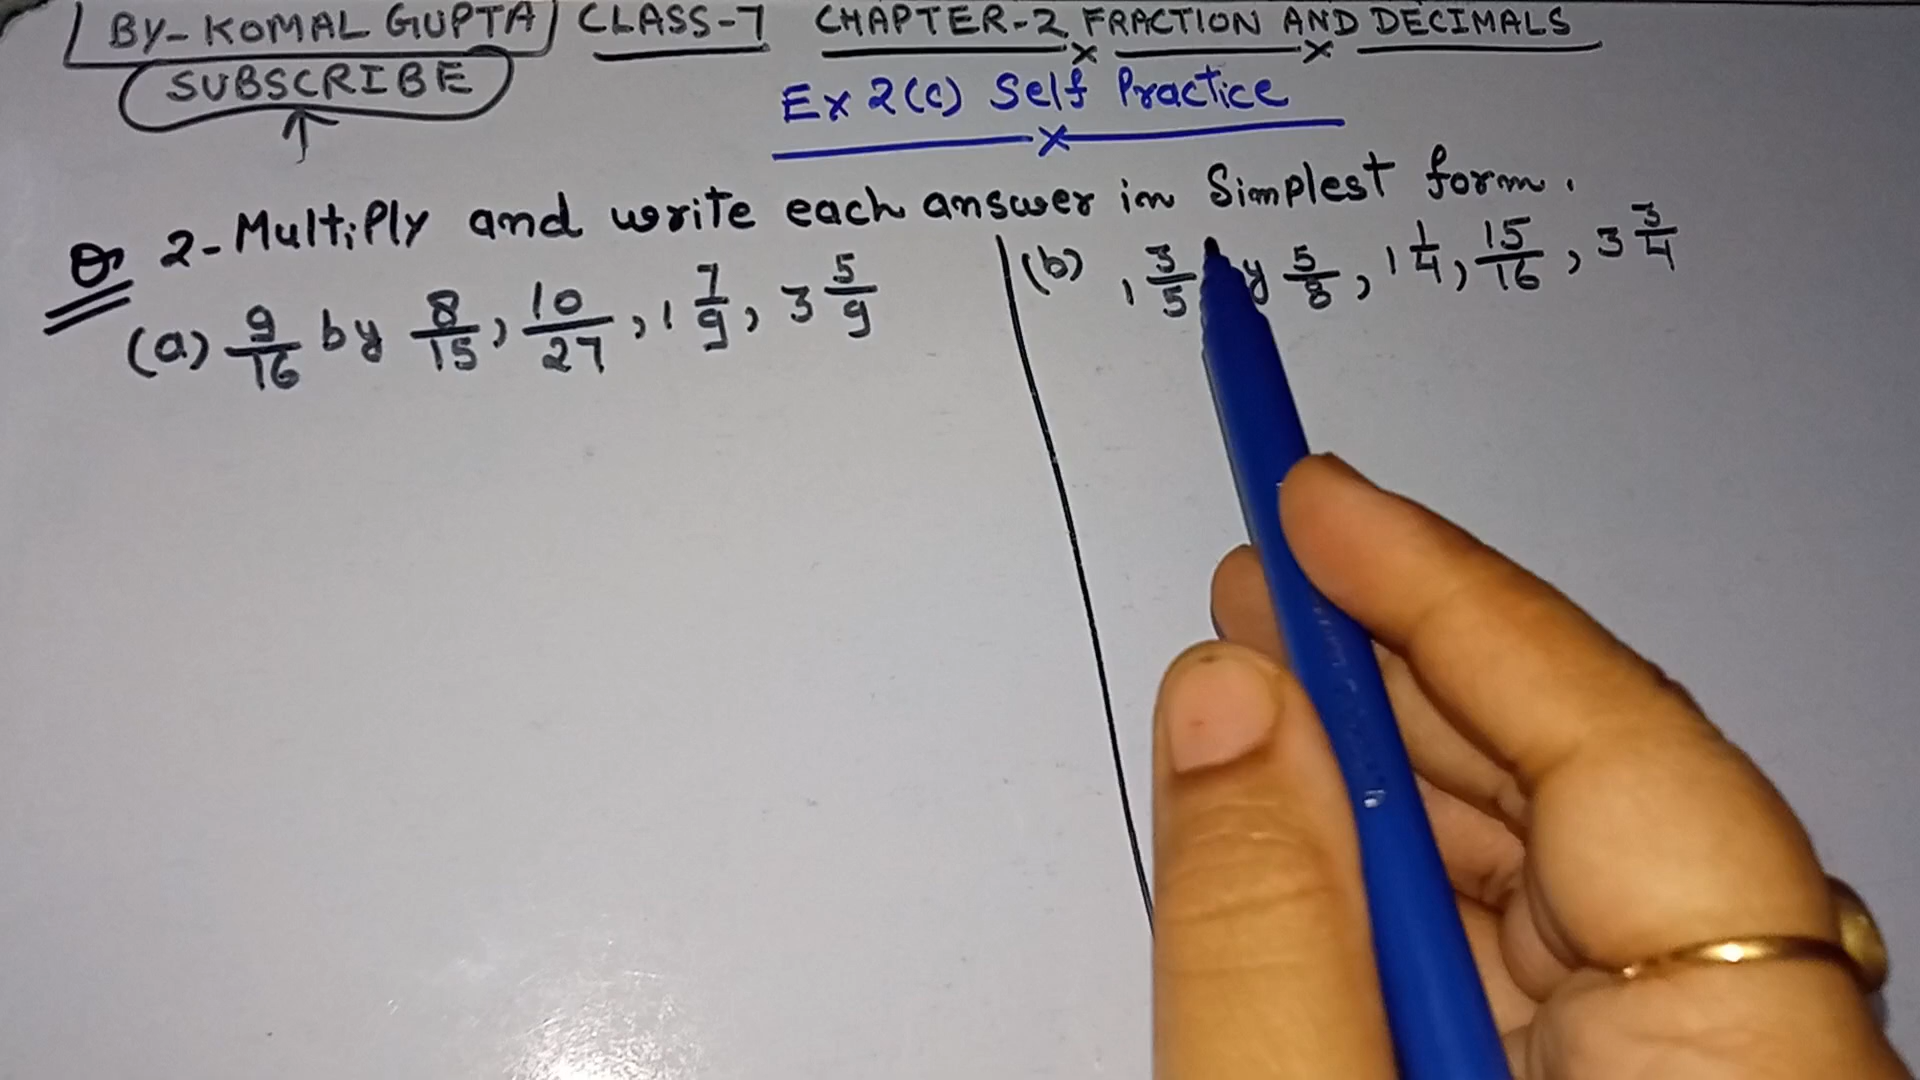 BY-KOMAL GUPTA CLASS-7 CHAPTER-2 FRACTION AND DECIMALS
SUBSCRIBE
Ex 2(c) Self Practice
Q 2-Multiply and write each answer in Simplest form.
(a) 9/16 by 8/15, 10/27, 1 7/9, 3 5/9
(b) 1 3/5 y 5/8, 1 1/4, 15/16, 3 3/4